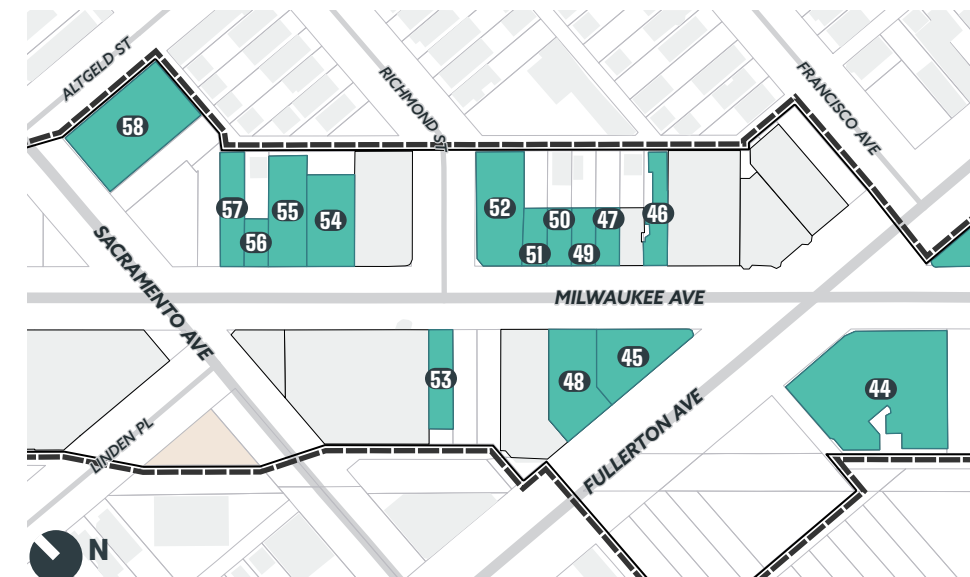 ALTGELD ST
RICHMOND ST
FRANCISCO AVE
58
57
56
55
54
52
51
50
49
47
46
SACRAMENTO AVE
MILWAUKEE AVE
53
48
45
44
LINDEN PL
FULLERTON AVE
N